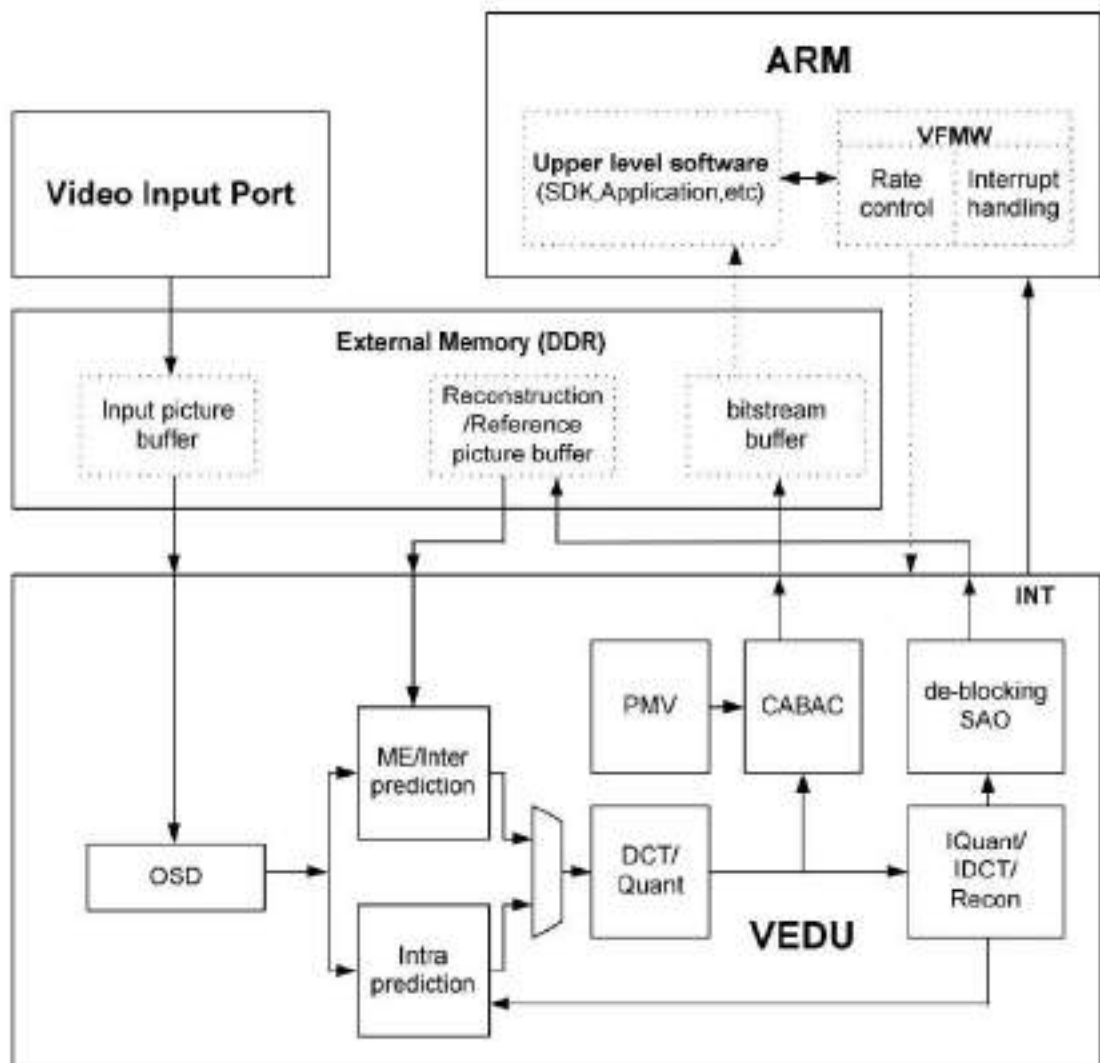 ARM
VFMW
Upper level software
(SDK,Application,etc)
Rate
control
Interrupt
handling
Video Input Port
External Memory (DDR)
Input picture
buffer
Reconstruction
/Reference
picture buffer
bitstream
buffer
INT
PMV
CABAC
de-blocking
SAO
ME/Inter
prediction
OSD
DCT/
Quant
IQuant/
IDCT/
Recon
VEDU
Intra
prediction